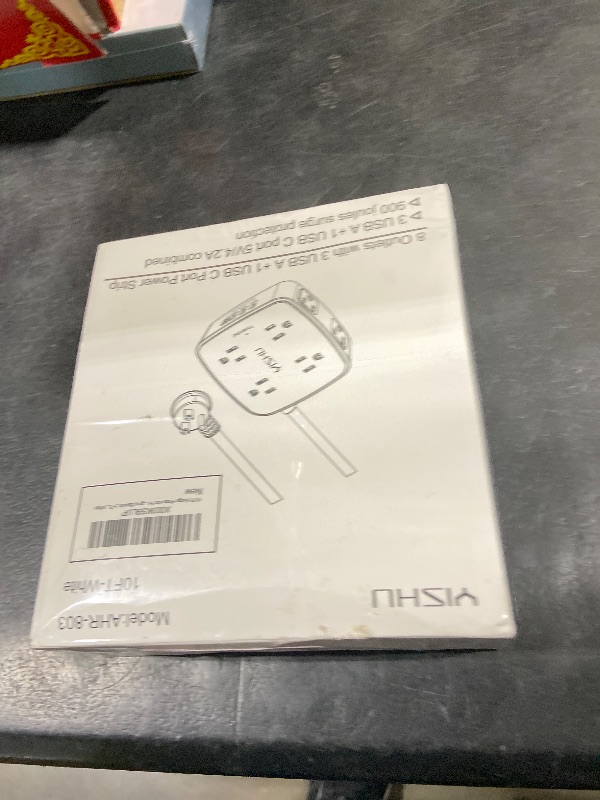 YISHU
Model:AHR-803
10FT-White
New
YISHU
8 Outlets with 3 USB A +1 USB C Port Power Strip
▷ 3 USB A +1 USB C port 5V/4.2A combined
▷ 900 joules surge protection